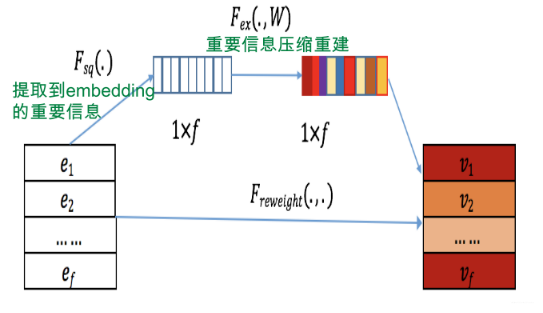 F_ex(.,W)
重要信息压缩重建
F_sq(.)
提取到embedding
的重要信息
1×f
1×f
e_1
e_2
... ...
e_f
F_reweight(.,.)
v_1
v_2
... ...
v_f